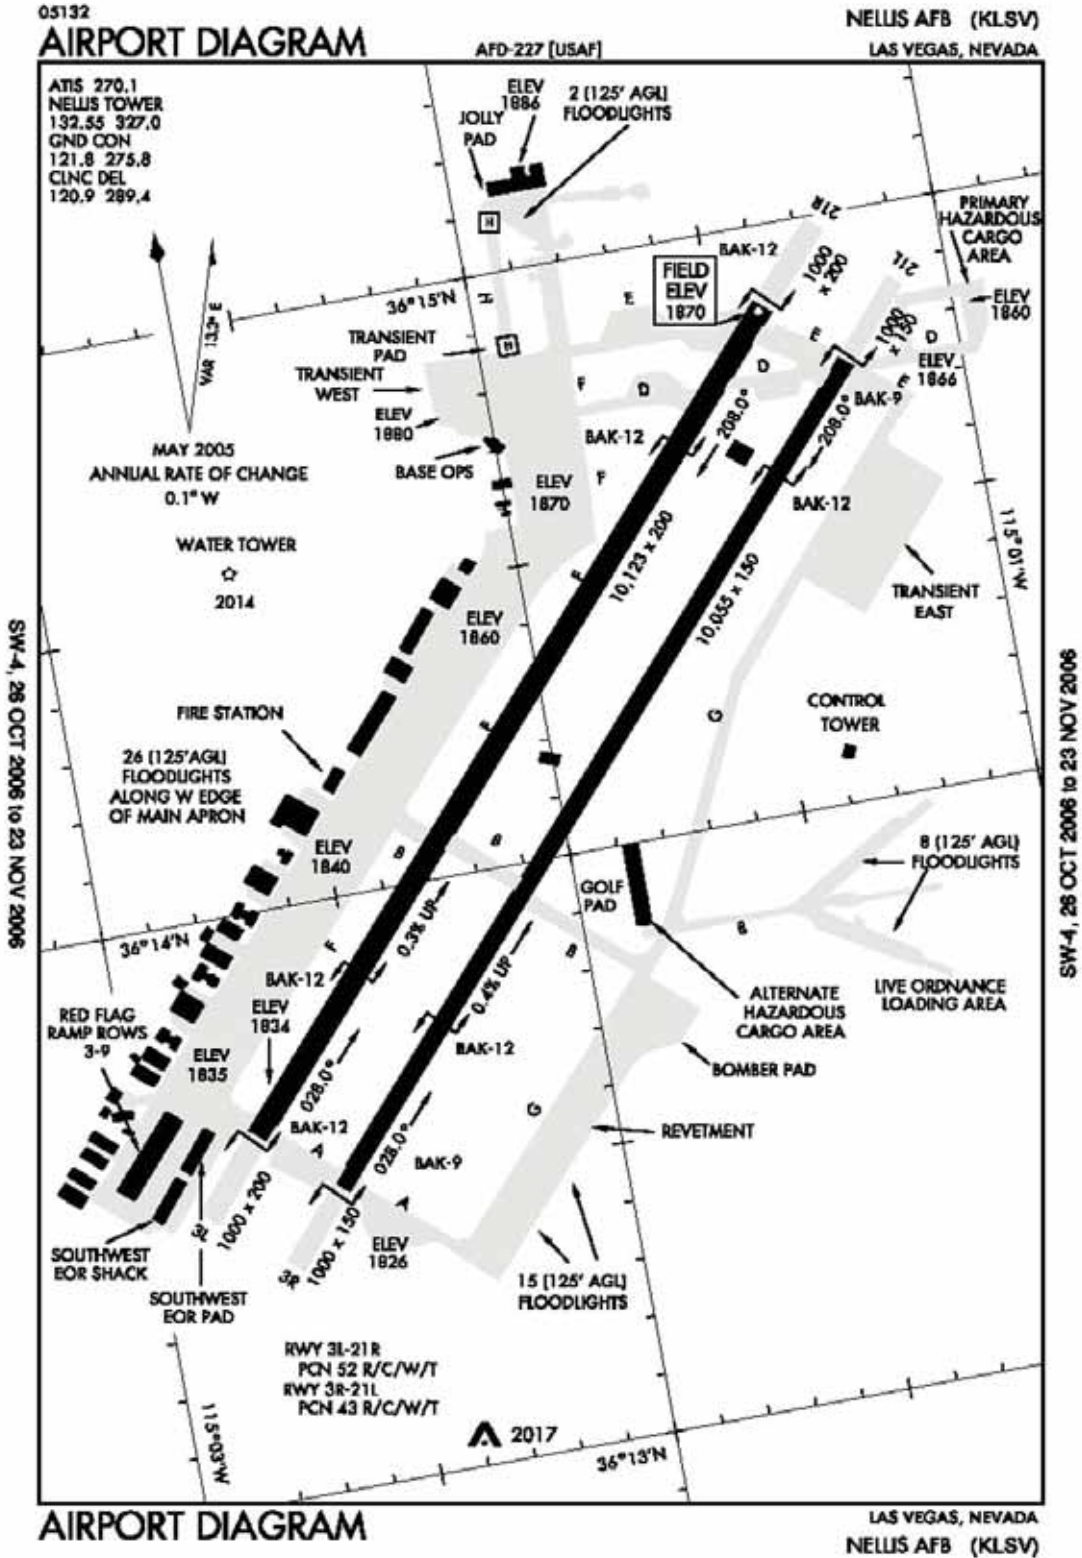 05132
AIRPORT DIAGRAM
AFD-227 [USAF]
NELLIS AFB (KLSV)
LAS VEGAS, NEVADA
ATIS 270.1
NELLIS TOWER
132.55 327.0
GND CON
121.8 275.8
CLNC DEL
120.9 289.4
VAR 13.2° E
MAY 2005
ANNUAL RATE OF CHANGE
0.1° W
WATER TOWER
2014
JOLLY
PAD
ELEV
1886
2 (125' AGL)
FLOODLIGHTS
H
36°15'N
H
E
TRANSIENT
PAD
H
TRANSIENT
WEST
ELEV
1880
BASE OPS
FIELD
ELEV
1870
BAK-12
21R
1000
x 200
21L
1000
x 150
PRIMARY
HAZARDOUS
CARGO
AREA
ELEV
1860
E
D
ELEV
1866
E
BAK-9
D
F
D
208.0°
208.0°
BAK-12
BAK-12
F
ELEV
1870
10,123 x 200
10,055 x 150
115°01'W
TRANSIENT
EAST
F
ELEV
1860
F
G
CONTROL
TOWER
FIRE STATION
26 (125'AGL)
FLOODLIGHTS
ALONG W EDGE
OF MAIN APRON
ELEV
1840
B
B
8 (125' AGL)
FLOODLIGHTS
GOLF
PAD
B
B
36°14'N
F
0.3% UP
0.4% UP
BAK-12
BAK-12
ALTERNATE
HAZARDOUS
CARGO AREA
LIVE ORDNANCE
LOADING AREA
BOMBER PAD
RED FLAG
RAMP ROWS
3-9
ELEV
1834
ELEV
1835
028.0°
028.0°
BAK-12
BAK-9
G
REVETMENT
A
A
3L
1000 x 200
3R
1000 x 150
ELEV
1826
SOUTHWEST
EOR SHACK
SOUTHWEST
EOR PAD
15 (125' AGL)
FLOODLIGHTS
RWY 3L-21R
PCN 52 R/C/W/T
RWY 3R-21L
PCN 43 R/C/W/T
2017
115°03'W
36°13'N
SW-4, 26 OCT 2006 to 23 NOV 2006
SW-4, 26 OCT 2006 to 23 NOV 2006
AIRPORT DIAGRAM
LAS VEGAS, NEVADA
NELLIS AFB (KLSV)